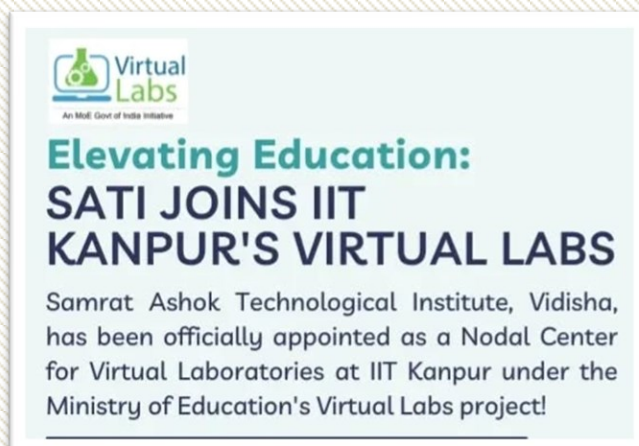 Virtual
Labs
An MoE Govt of India Initiative
Elevating Education:
SATI JOINS IIT
KANPUR'S VIRTUAL LABS
Samrat Ashok Technological Institute, Vidisha,
has been officially appointed as a Nodal Center
for Virtual Laboratories at IIT Kanpur under the
Ministry of Education's Virtual Labs project!